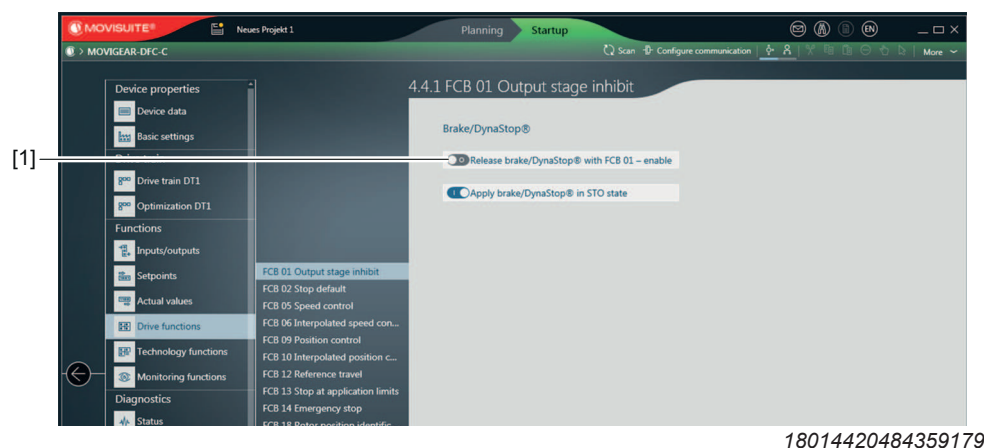 MOVISUITE®
Neues Projekt 1
Planning
Startup
EN
> MOVIGEAR-DFC-C
Scan
Configure communication
More
Device properties
Device data
Basic settings
Drive train DT1
Optimization DT1
Functions
Inputs/outputs
Setpoints
Actual values
Drive functions
Technology functions
Monitoring functions
Diagnostics
Status
FCB 01 Output stage inhibit
FCB 02 Stop default
FCB 05 Speed control
FCB 06 Interpolated speed con...
FCB 09 Position control
FCB 10 Interpolated position c...
FCB 12 Reference travel
FCB 13 Stop at application limits
FCB 14 Emergency stop
FCB 18 Rotor position identific...
4.4.1 FCB 01 Output stage inhibit
Brake/DynaStop®
[1]
Release brake/DynaStop® with FCB 01 – enable
Apply brake/DynaStop® in STO state
18014420484359179